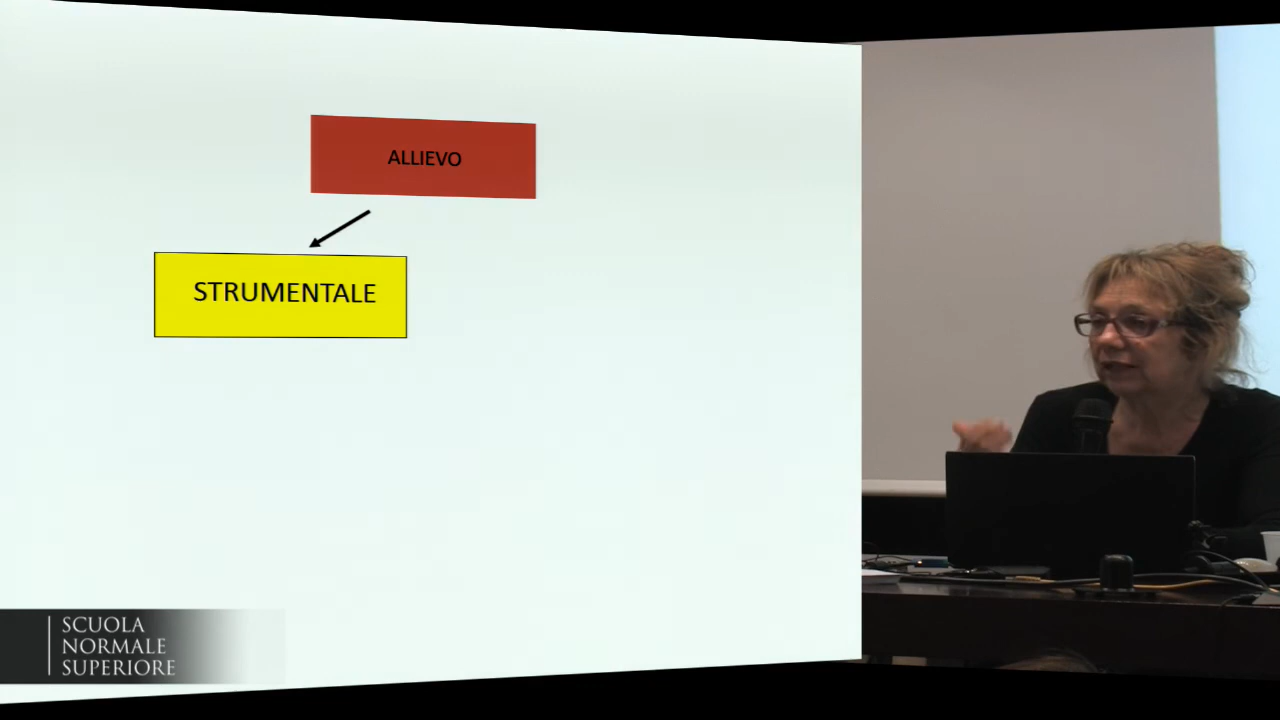 ALLIEVO
STRUMENTALE
SCUOLA
NORMALE
SUPERIORE